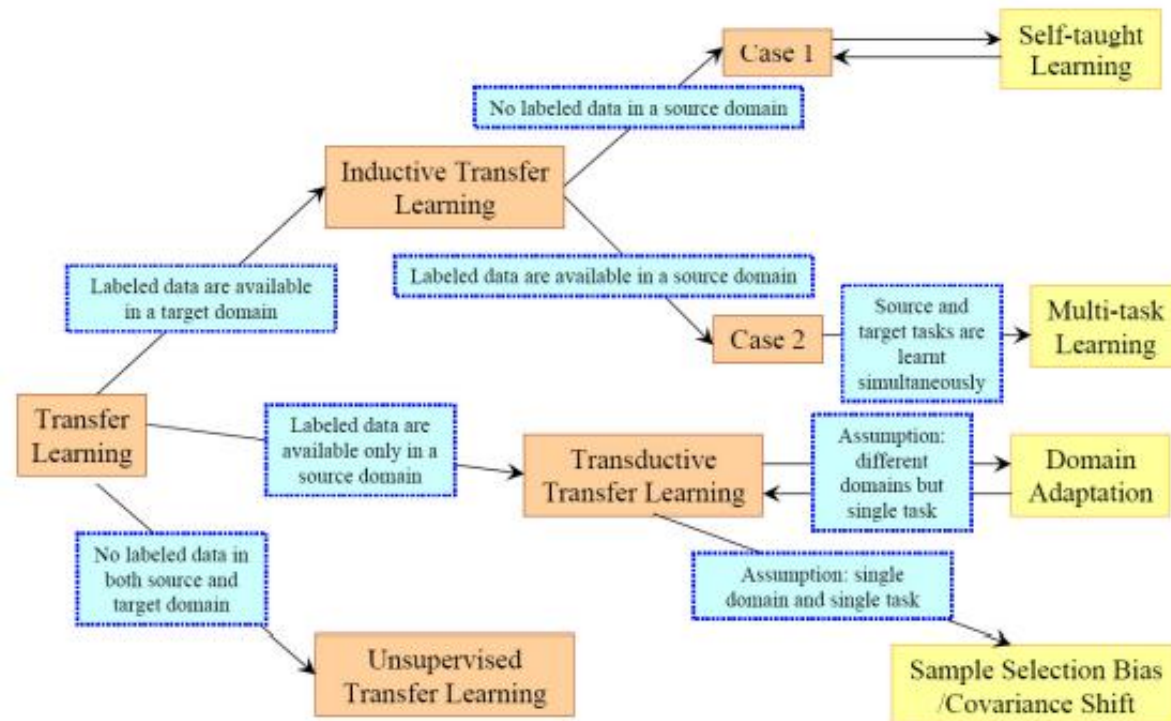 Case 1
Self-taught
Learning
No labeled data in a source domain
Inductive Transfer
Learning
Labeled data are available
in a target domain
Labeled data are available in a source domain
Case 2
Source and
target tasks are
learnt
simultaneously
Multi-task
Learning
Transfer
Learning
Labeled data are
available only in a
source domain
Transductive
Transfer Learning
Assumption:
different
domains but
single task
Domain
Adaptation
No labeled data in
both source and
target domain
Assumption: single
domain and single task
Unsupervised
Transfer Learning
Sample Selection Bias
/Covariance Shift